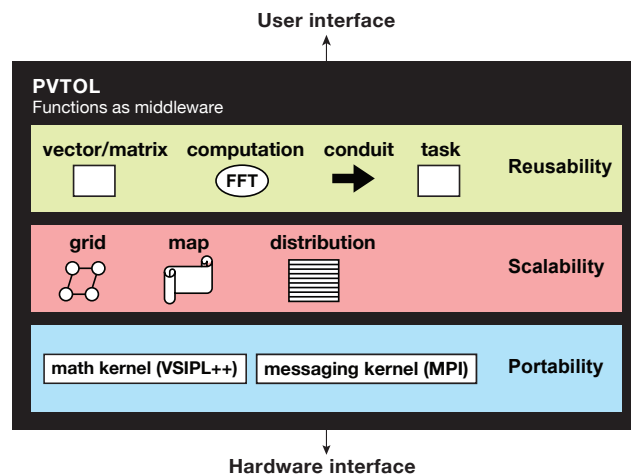 User interface
PVTOL
Functions as middleware
vector/matrix computation conduit task
FFT
Reusability
grid map distribution
Scalability
math kernel (VSIPL++) messaging kernel (MPI) Portability
Hardware interface